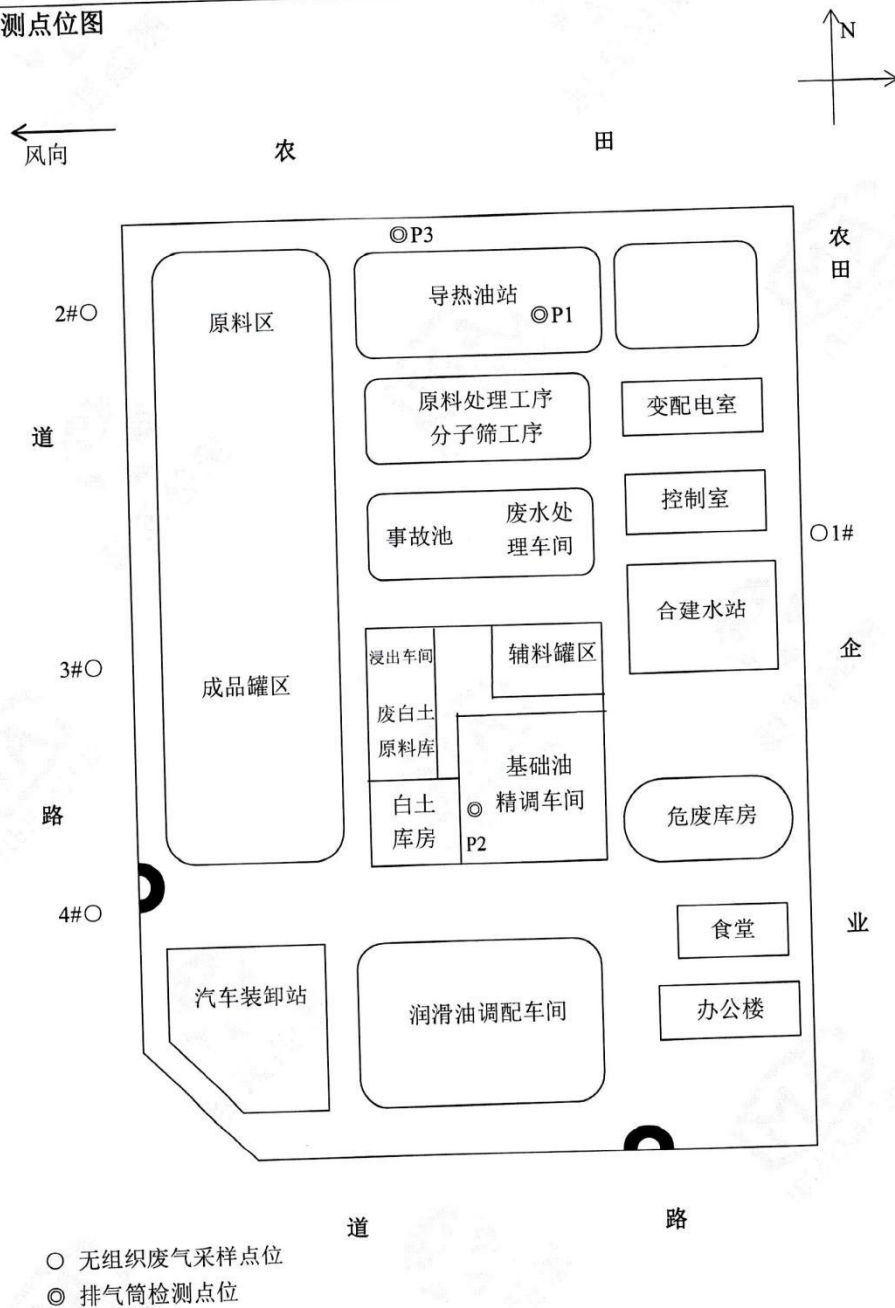 测点位图
N
风向
农 田
◎P3
农
田
2#○
原料区
导热油站
◎P1
原料处理工序
分子筛工序
变配电室
道
控制室
事故池
废水处
理车间
○1#
合建水站
企
浸出车间
辅料罐区
3#○
成品罐区
废白土
原料库
基础油
精调车间
白土
库房
◎
P2
危废库房
路
4#○
食堂
业
汽车装卸站
润滑油调配车间
办公楼
道 路
○ 无组织废气采样点位
◎ 排气筒检测点位